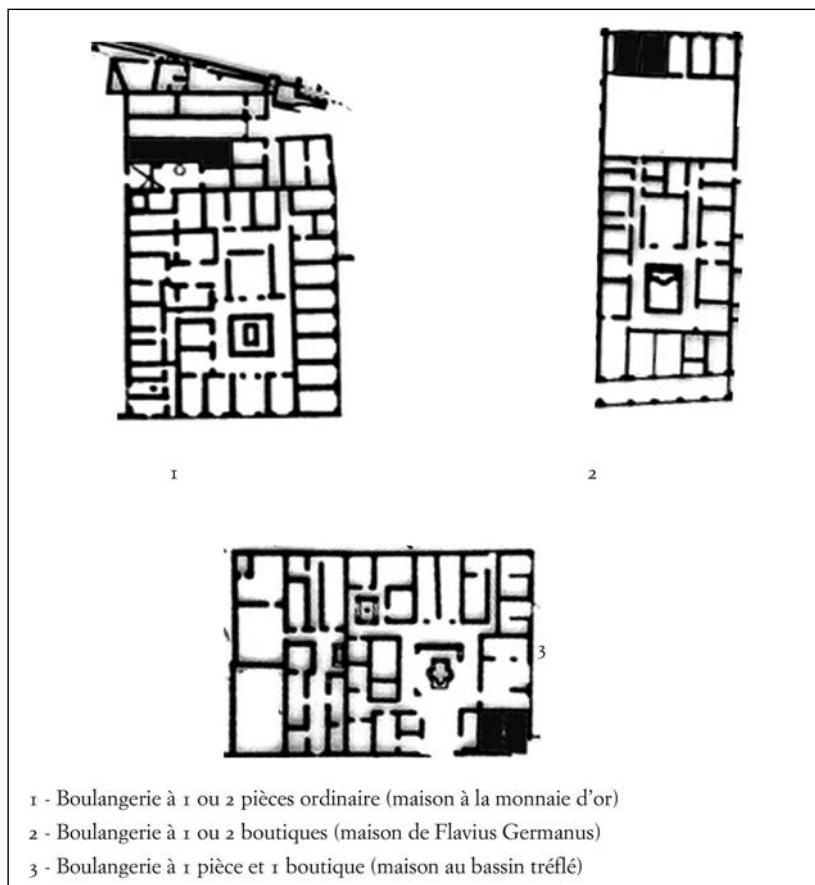 1
2
3
1 - Boulangerie à 1 ou 2 pièces ordinaire (maison à la monnaie d'or)
2 - Boulangerie à 1 ou 2 boutiques (maison de Flavius Germanus)
3 - Boulangerie à 1 pièce et 1 boutique (maison au bassin tréflé)